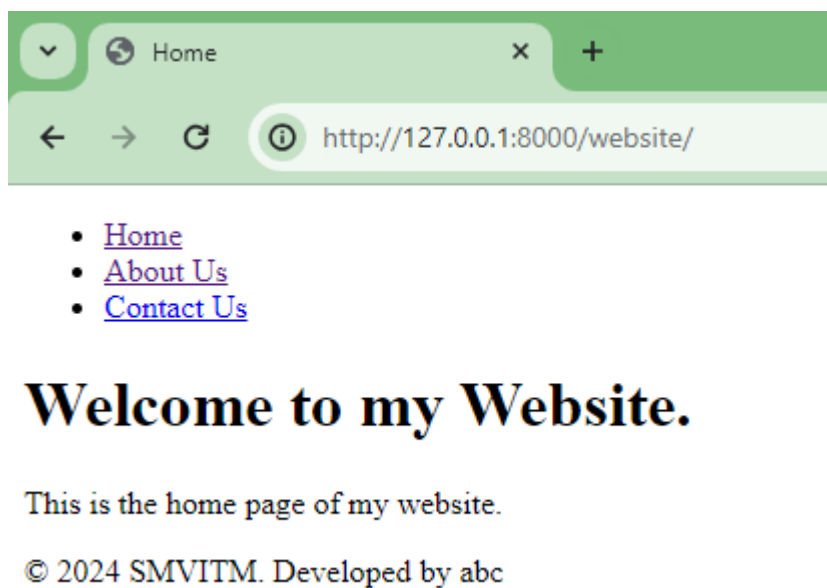 Home
http://127.0.0.1:8000/website/
Home
About Us
Contact Us
Welcome to my Website.
This is the home page of my website.
© 2024 SMVITM. Developed by abc